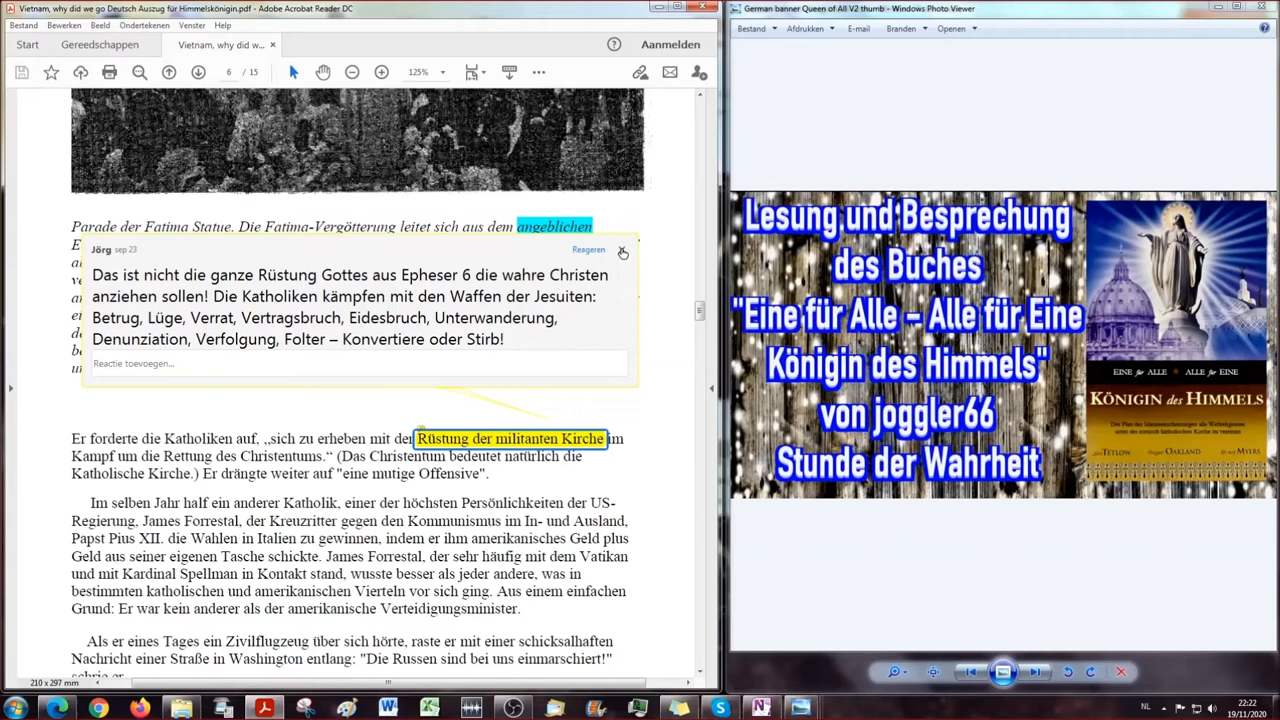 Vietnam, why did we go Deutsch Auszug für Himmelskönigin.pdf - Adobe Acrobat Reader DC
Bestand Bewerken Beeld Ondertekenen Venster Help
Start Gereedschappen Vietnam, why did w... × Aanmelden
6 / 15 125%
Parade der Fatima Statue. Die Fatima-Vergötterung leitet sich aus dem angeblichen
Jörg sep 23 Reageren
Das ist nicht die ganze Rüstung Gottes aus Epheser 6 die wahre Christen
anziehen sollen! Die Katholiken kämpfen mit den Waffen der Jesuiten:
Betrug, Lüge, Verrat, Vertragsbruch, Eidesbruch, Unterwanderung,
Denunziation, Verfolgung, Folter – Konvertiere oder Stirb!
Reactie toevoegen...
Er forderte die Katholiken auf, „sich zu erheben mit der Rüstung der militanten Kirche im
Kampf um die Rettung des Christentums.“ (Das Christentum bedeutet natürlich die
Katholische Kirche.) Er drängte weiter auf "eine mutige Offensive".
Im selben Jahr half ein anderer Katholik, einer der höchsten Persönlichkeiten der US-
Regierung, James Forrestal, der Kreuzritter gegen den Kommunismus im In- und Ausland,
Papst Pius XII. die Wahlen in Italien zu gewinnen, indem er ihm amerikanisches Geld plus
Geld aus seiner eigenen Tasche schickte. James Forrestal, der sehr häufig mit dem Vatikan
und mit Kardinal Spellman in Kontakt stand, wusste besser als jeder andere, was in
bestimmten katholischen und amerikanischen Vierteln vor sich ging. Aus einem einfachen
Grund: Er war kein anderer als der amerikanische Verteidigungsminister.
Als er eines Tages ein Zivilflugzeug über sich hörte, raste er mit einer schicksalhaften
Nachricht einer Straße in Washington entlang: "Die Russen sind bei uns einmarschiert!"
schrie er
210 x 297 mm
German banner Queen of All V2 thumb - Windows Photo Viewer
Bestand Afdrukken E-mail Branden Openen
Lesung und Besprechung
des Buches
"Eine für Alle – Alle für Eine
Königin des Himmels"
von joggler66
Stunde der Wahrheit
EINE für ALLE ALLE für EINE
KÖNIGIN des HIMMELS
TETLOW OAKLAND MYERS
NL
22:22
19/11/2020